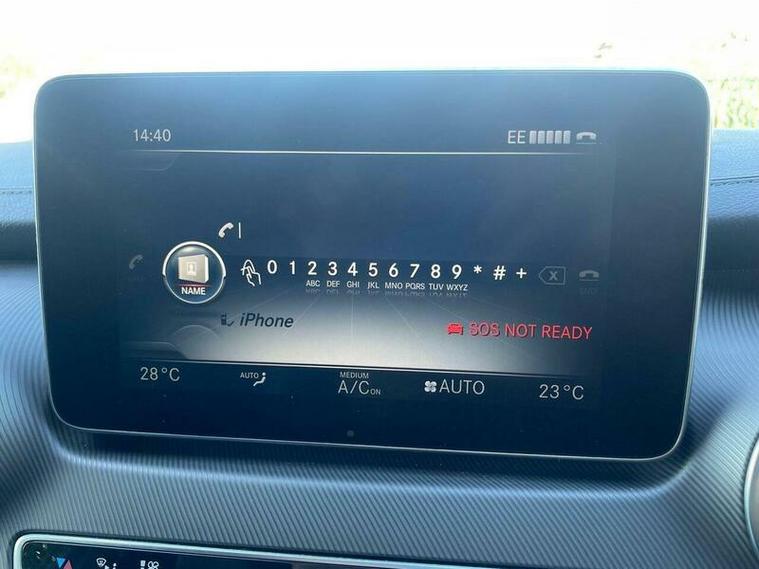 14:40 EE
0 1 2 3 4 5 6 7 8 9 * # +
ABC DEF GHI JKL MNO PQRS TUV WXYZ
NAME
iPhone
SOS NOT READY
28°C AUTO MEDIUM AUTO 23°C
A/C ON